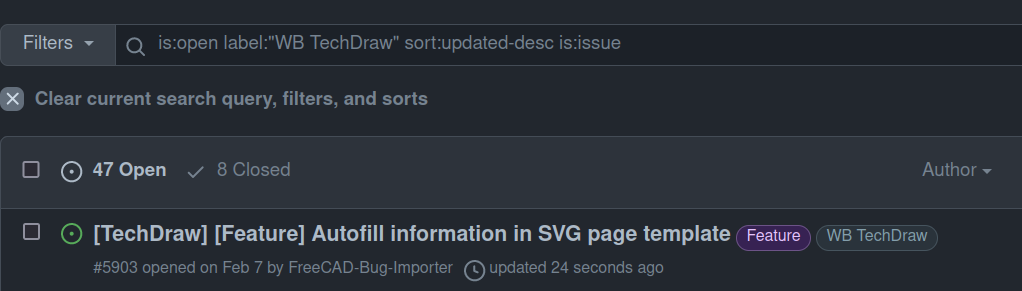 Filters is:open label:"WB TechDraw" sort:updated-desc is:issue
Clear current search query, filters, and sorts
47 Open 8 Closed Author
[TechDraw] [Feature] Autofill information in SVG page template Feature WB TechDraw
#5903 opened on Feb 7 by FreeCAD-Bug-Importer updated 24 seconds ago